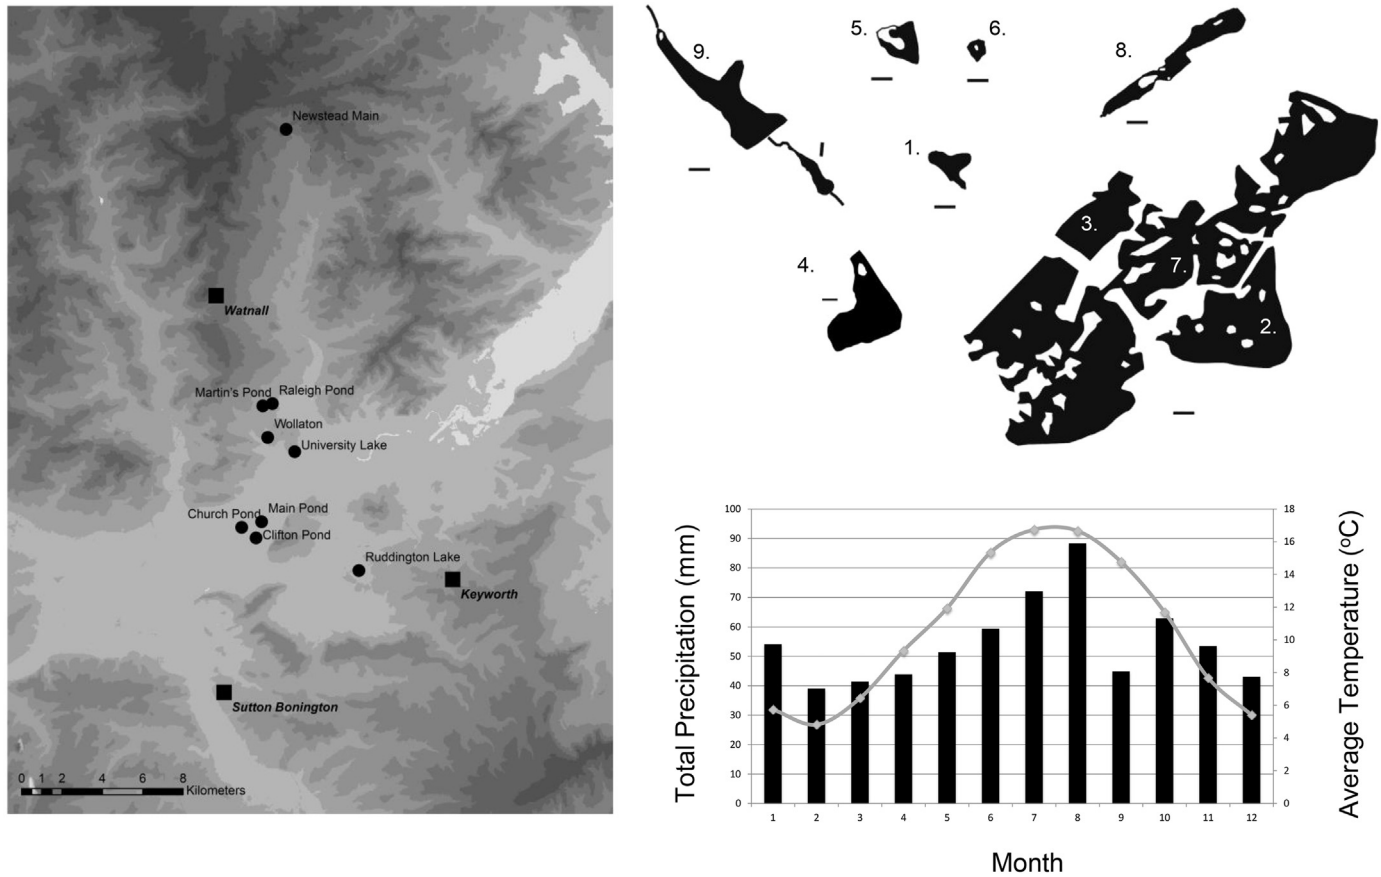 Newstead Main
Watnall
Martin's Pond
Raleigh Pond
Wollaton
University Lake
Church Pond
Main Pond
Clifton Pond
Ruddington Lake
Keyworth
Sutton Bonington
0 1 2 4 6 8
Kilometers
9.
5.
6.
8.
1.
3.
4.
7.
2.
Total Precipitation (mm)
100
90
80
70
60
50
40
30
20
10
0
18
16
14
12
10
8
6
4
2
0
Average Temperature (ºC)
1 2 3 4 5 6 7 8 9 10 11 12
Month